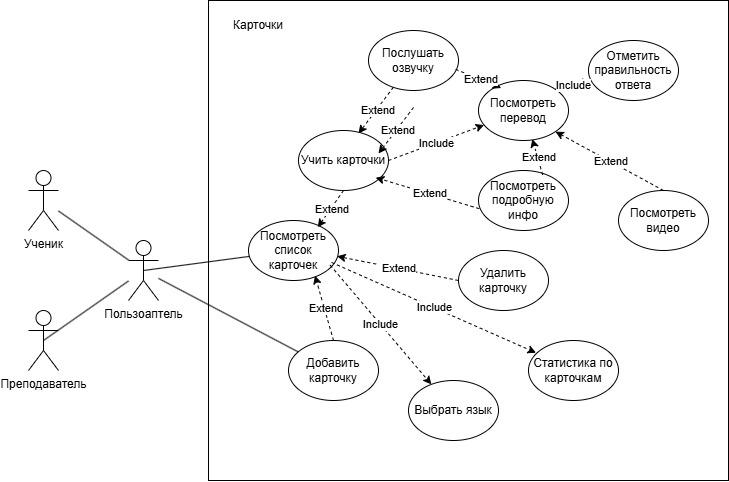 Карточки
Послушать
озвучку
Отметить
правильность
ответа
Extend
Include
Посмотреть
перевод
Extend
Extend
Include
Учить карточки
Extend
Extend
Extend
Посмотреть
подробную
инфо
Посмотреть
видео
Extend
Ученик
Посмотреть
список
карточек
Extend
Удалить
карточку
Пользоаптель
Extend
Include
Include
Преподаватель
Добавить
карточку
Статистика по
карточкам
Выбрать язык